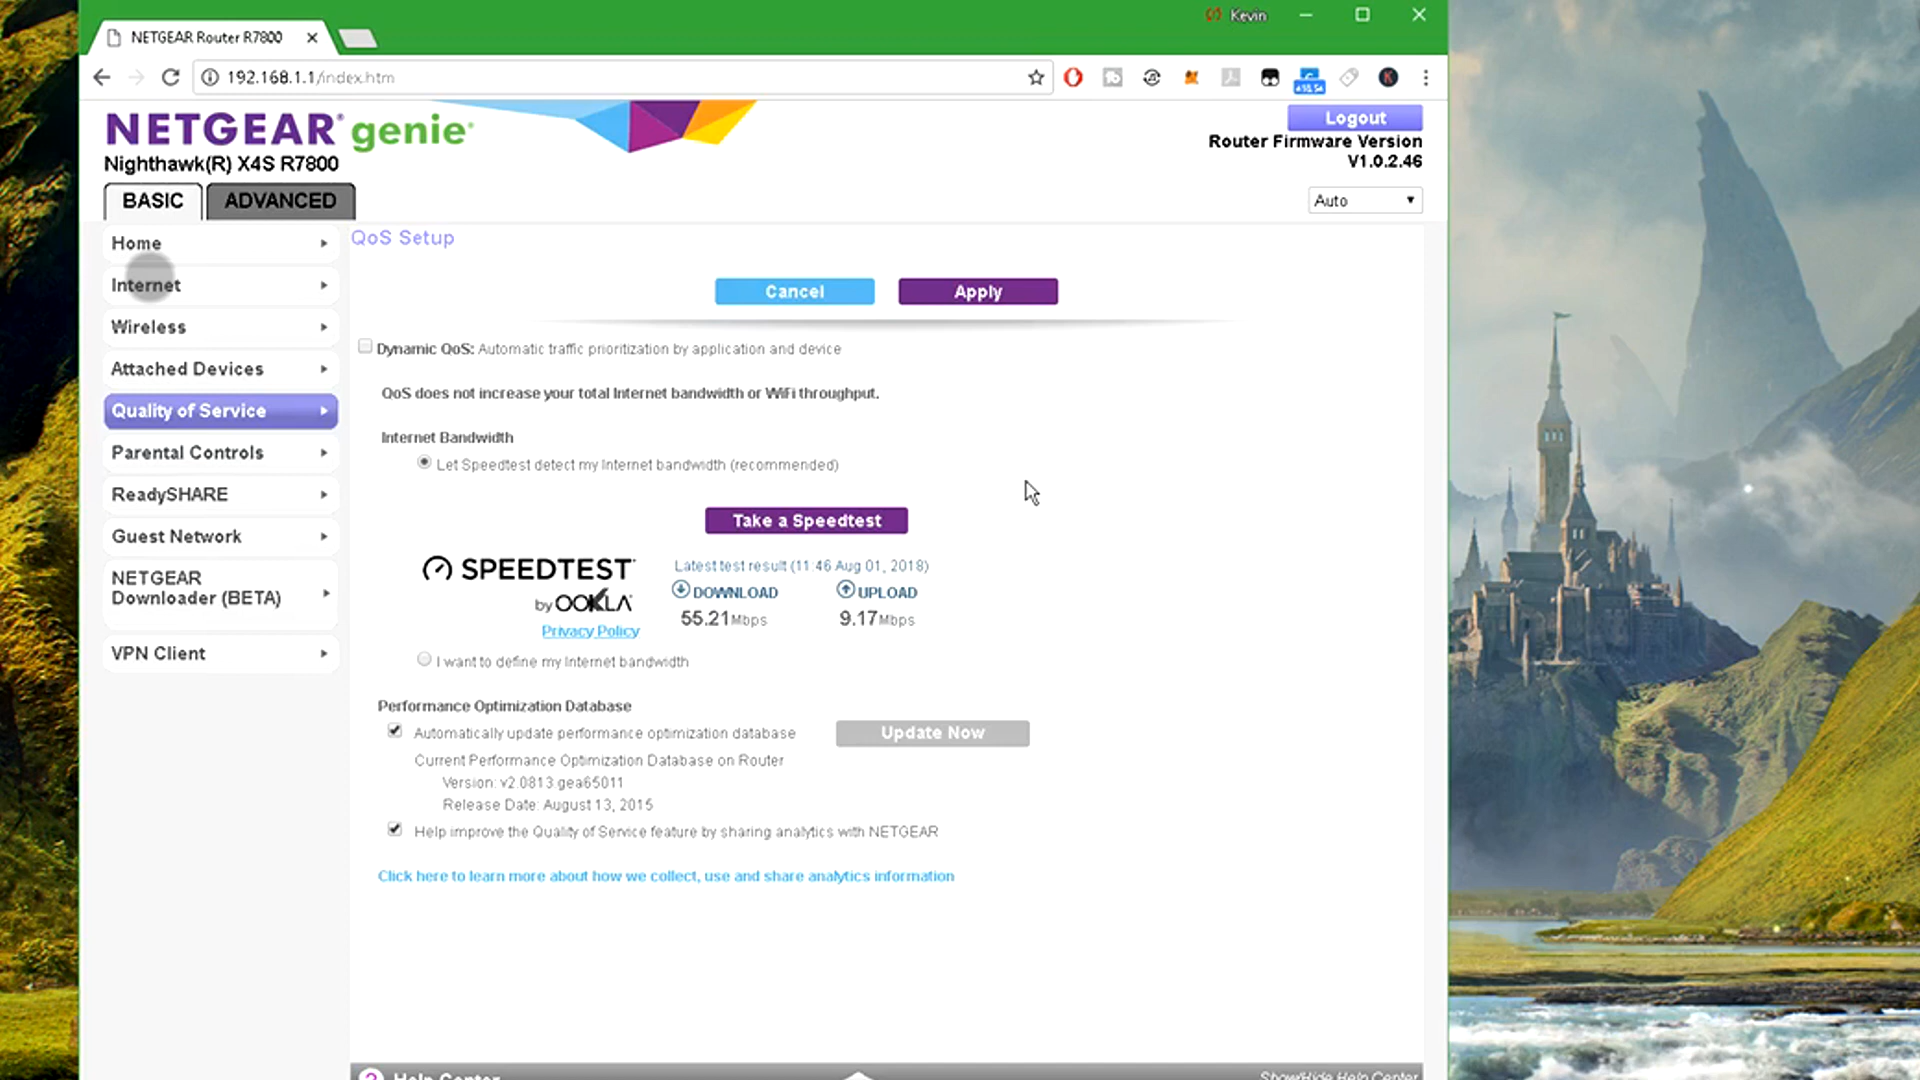 Kevin
NETGEAR Router R7800
192.168.1.1/index.htm
NETGEAR® genie®
Logout
Router Firmware Version
V1.0.2.46
Nighthawk(R) X4S R7800
BASIC
ADVANCED
Auto
Home
Internet
Wireless
Attached Devices
Quality of Service
Parental Controls
ReadySHARE
Guest Network
NETGEAR
Downloader (BETA)
VPN Client
QoS Setup
Cancel
Apply
Dynamic QoS: Automatic traffic prioritization by application and device
QoS does not increase your total Internet bandwidth or WiFi throughput.
Internet Bandwidth
Let Speedtest detect my Internet bandwidth (recommended)
Take a Speedtest
SPEEDTEST
by OOKLA
Privacy Policy
Latest test result (11:46 Aug 01, 2018)
DOWNLOAD UPLOAD
55.21Mbps 9.17Mbps
I want to define my Internet bandwidth
Performance Optimization Database
Automatically update performance optimization database
Update Now
Current Performance Optimization Database on Router
Version: v2.0813.gea65011
Release Date: August 13, 2015
Help improve the Quality of Service feature by sharing analytics with NETGEAR
Click here to learn more about how we collect, use and share analytics information
Help Center
Show/Hide Help Center